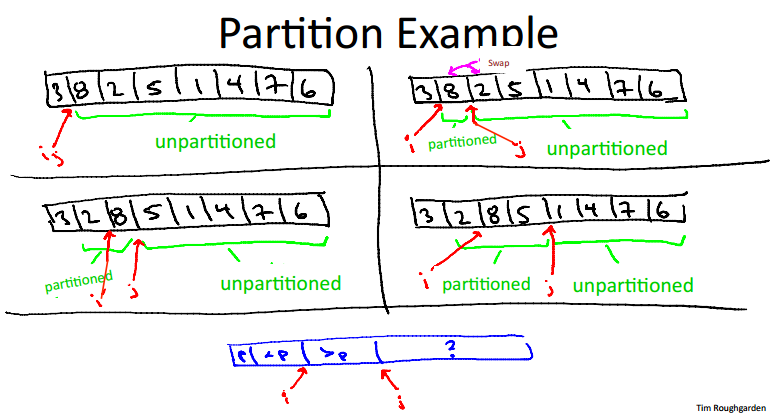 Partition Example
Swap
3 8 2 5 1 4 7 6
i j
unpartitioned
3 8 2 5 1 4 7 6
i
partitioned
j
unpartitioned
3 2 8 5 1 4 7 6
partitioned
i
j
unpartitioned
3 2 8 5 1 4 7 6
i
partitioned
j
unpartitioned
p <p >p ?
i
j
Tim Roughgarden